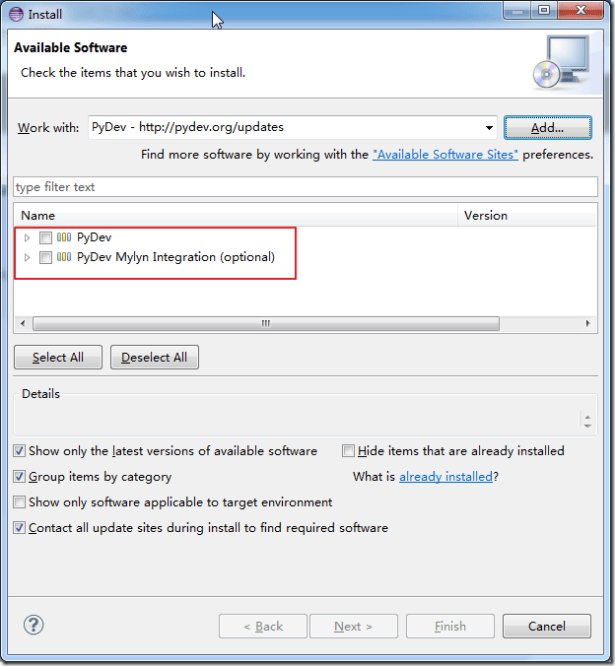 Install
Available Software
Check the items that you wish to install.
Work with: PyDev - http://pydev.org/updates Add...
Find more software by working with the "Available Software Sites" preferences.
type filter text
Name Version
PyDev
PyDev Mylyn Integration (optional)
Select All Deselect All
Details
Show only the latest versions of available software Hide items that are already installed
Group items by category What is already installed?
Show only software applicable to target environment
Contact all update sites during install to find required software
? < Back Next > Finish Cancel